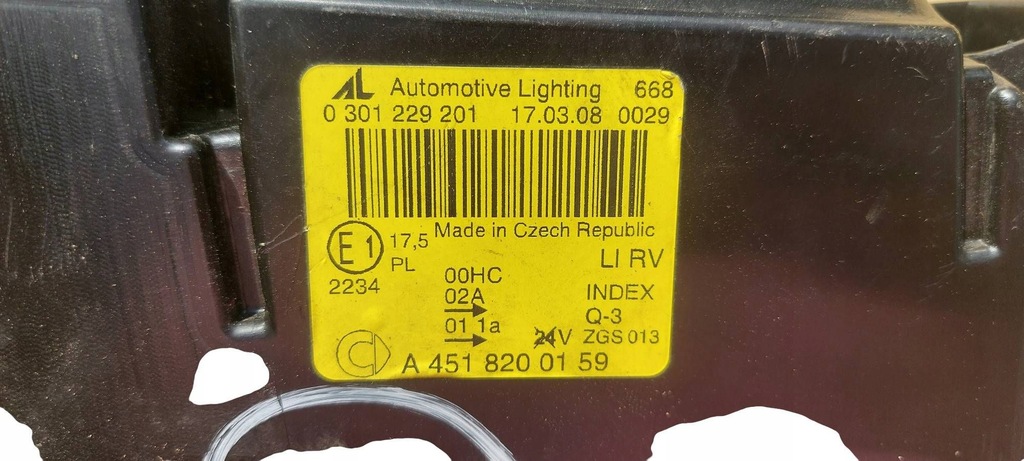 AL Automotive Lighting 668
0 301 229 201 17.03.08 0029
Made in Czech Republic
E1 17,5
PL
LI RV
2234
00HC
02A
INDEX
01 1a
Q-3
24V ZGS 013
A 451 820 01 59